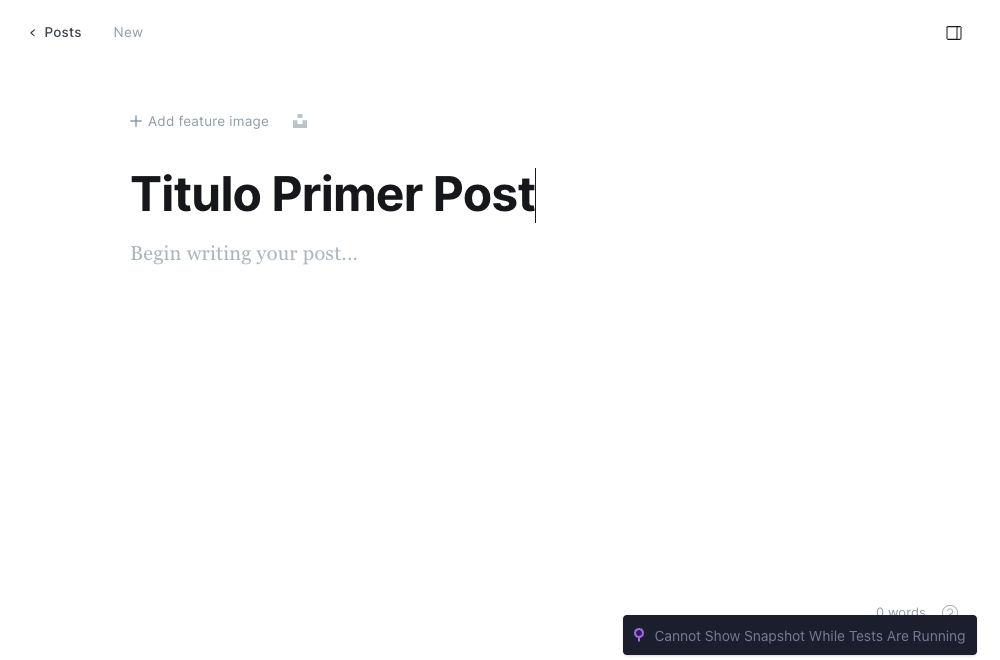 Posts
New
Add feature image
Titulo Primer Post
Begin writing your post...
0 words
Cannot Show Snapshot While Tests Are Running